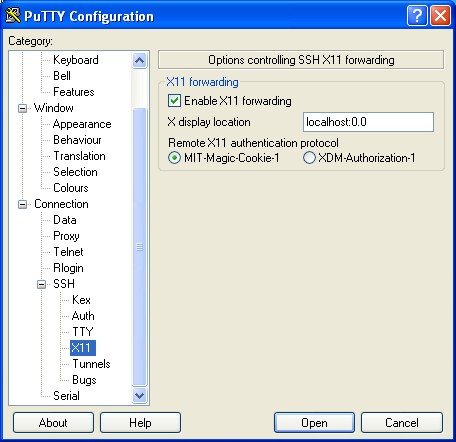 PuTTY Configuration
Category:
Keyboard
Bell
Features
Window
Appearance
Behaviour
Translation
Selection
Colours
Connection
Data
Proxy
Telnet
Rlogin
SSH
Kex
Auth
TTY
X11
Tunnels
Bugs
Serial
Options controlling SSH X11 forwarding
X11 forwarding
Enable X11 forwarding
X display location localhost:0.0
Remote X11 authentication protocol
MIT-Magic-Cookie-1 XDM-Authorization-1
About Help Open Cancel